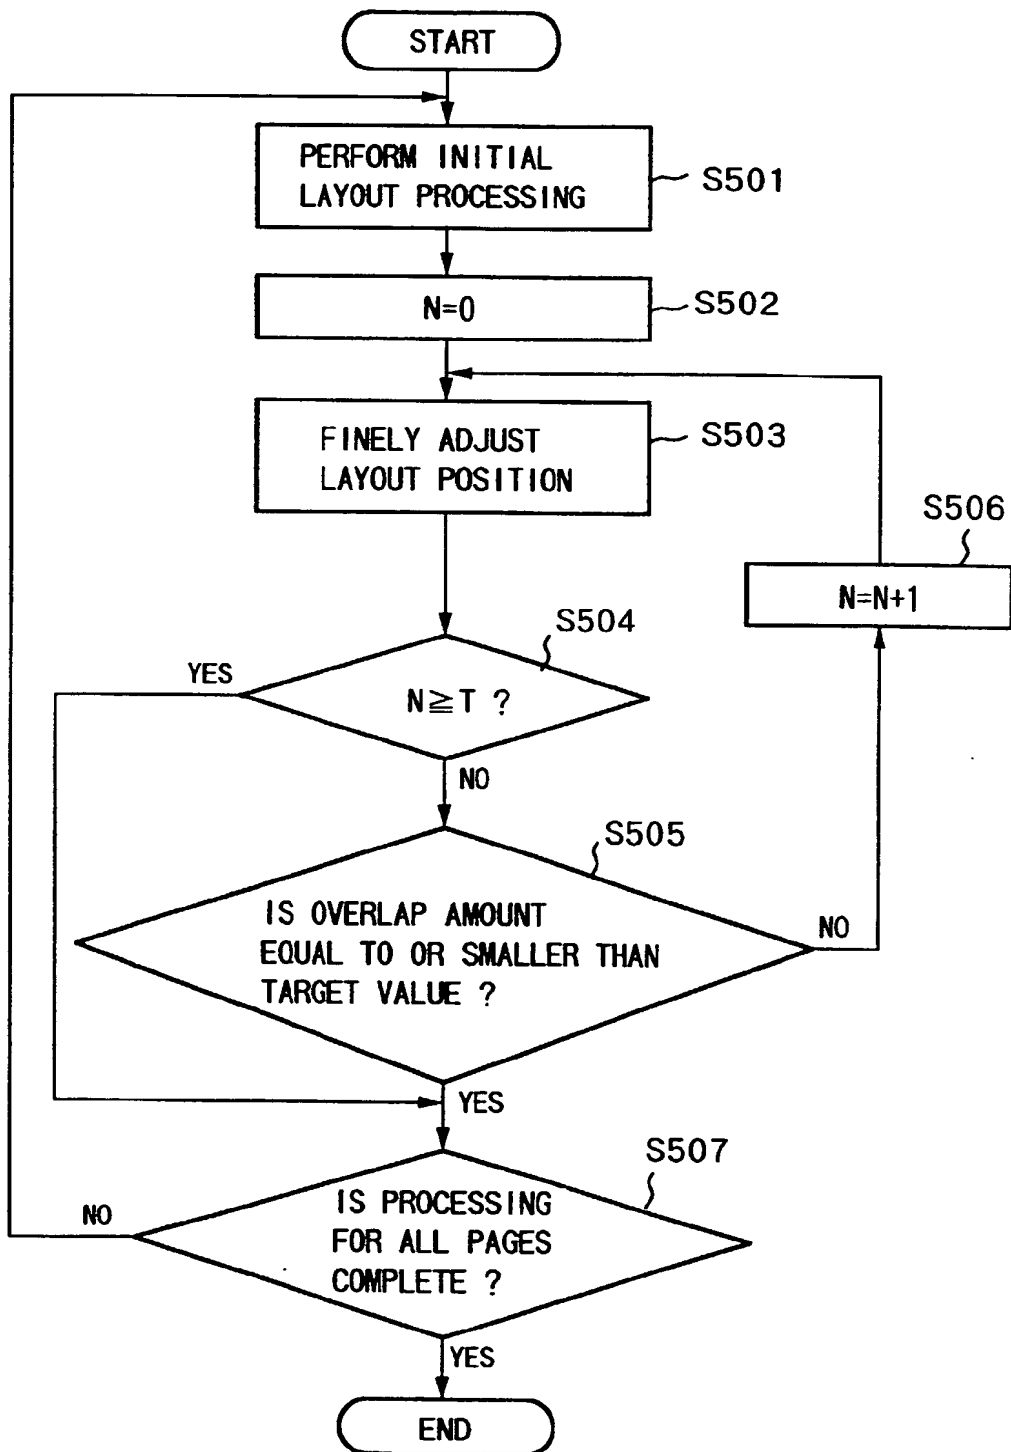 START
PERFORM INITIAL
LAYOUT PROCESSING
S501
N=0
S502
FINELY ADJUST
LAYOUT POSITION
S503
S506
N=N+1
S504
YES
N≧T ?
NO
S505
IS OVERLAP AMOUNT
EQUAL TO OR SMALLER THAN
TARGET VALUE ?
NO
YES
S507
IS PROCESSING
FOR ALL PAGES
COMPLETE ?
NO
YES
END